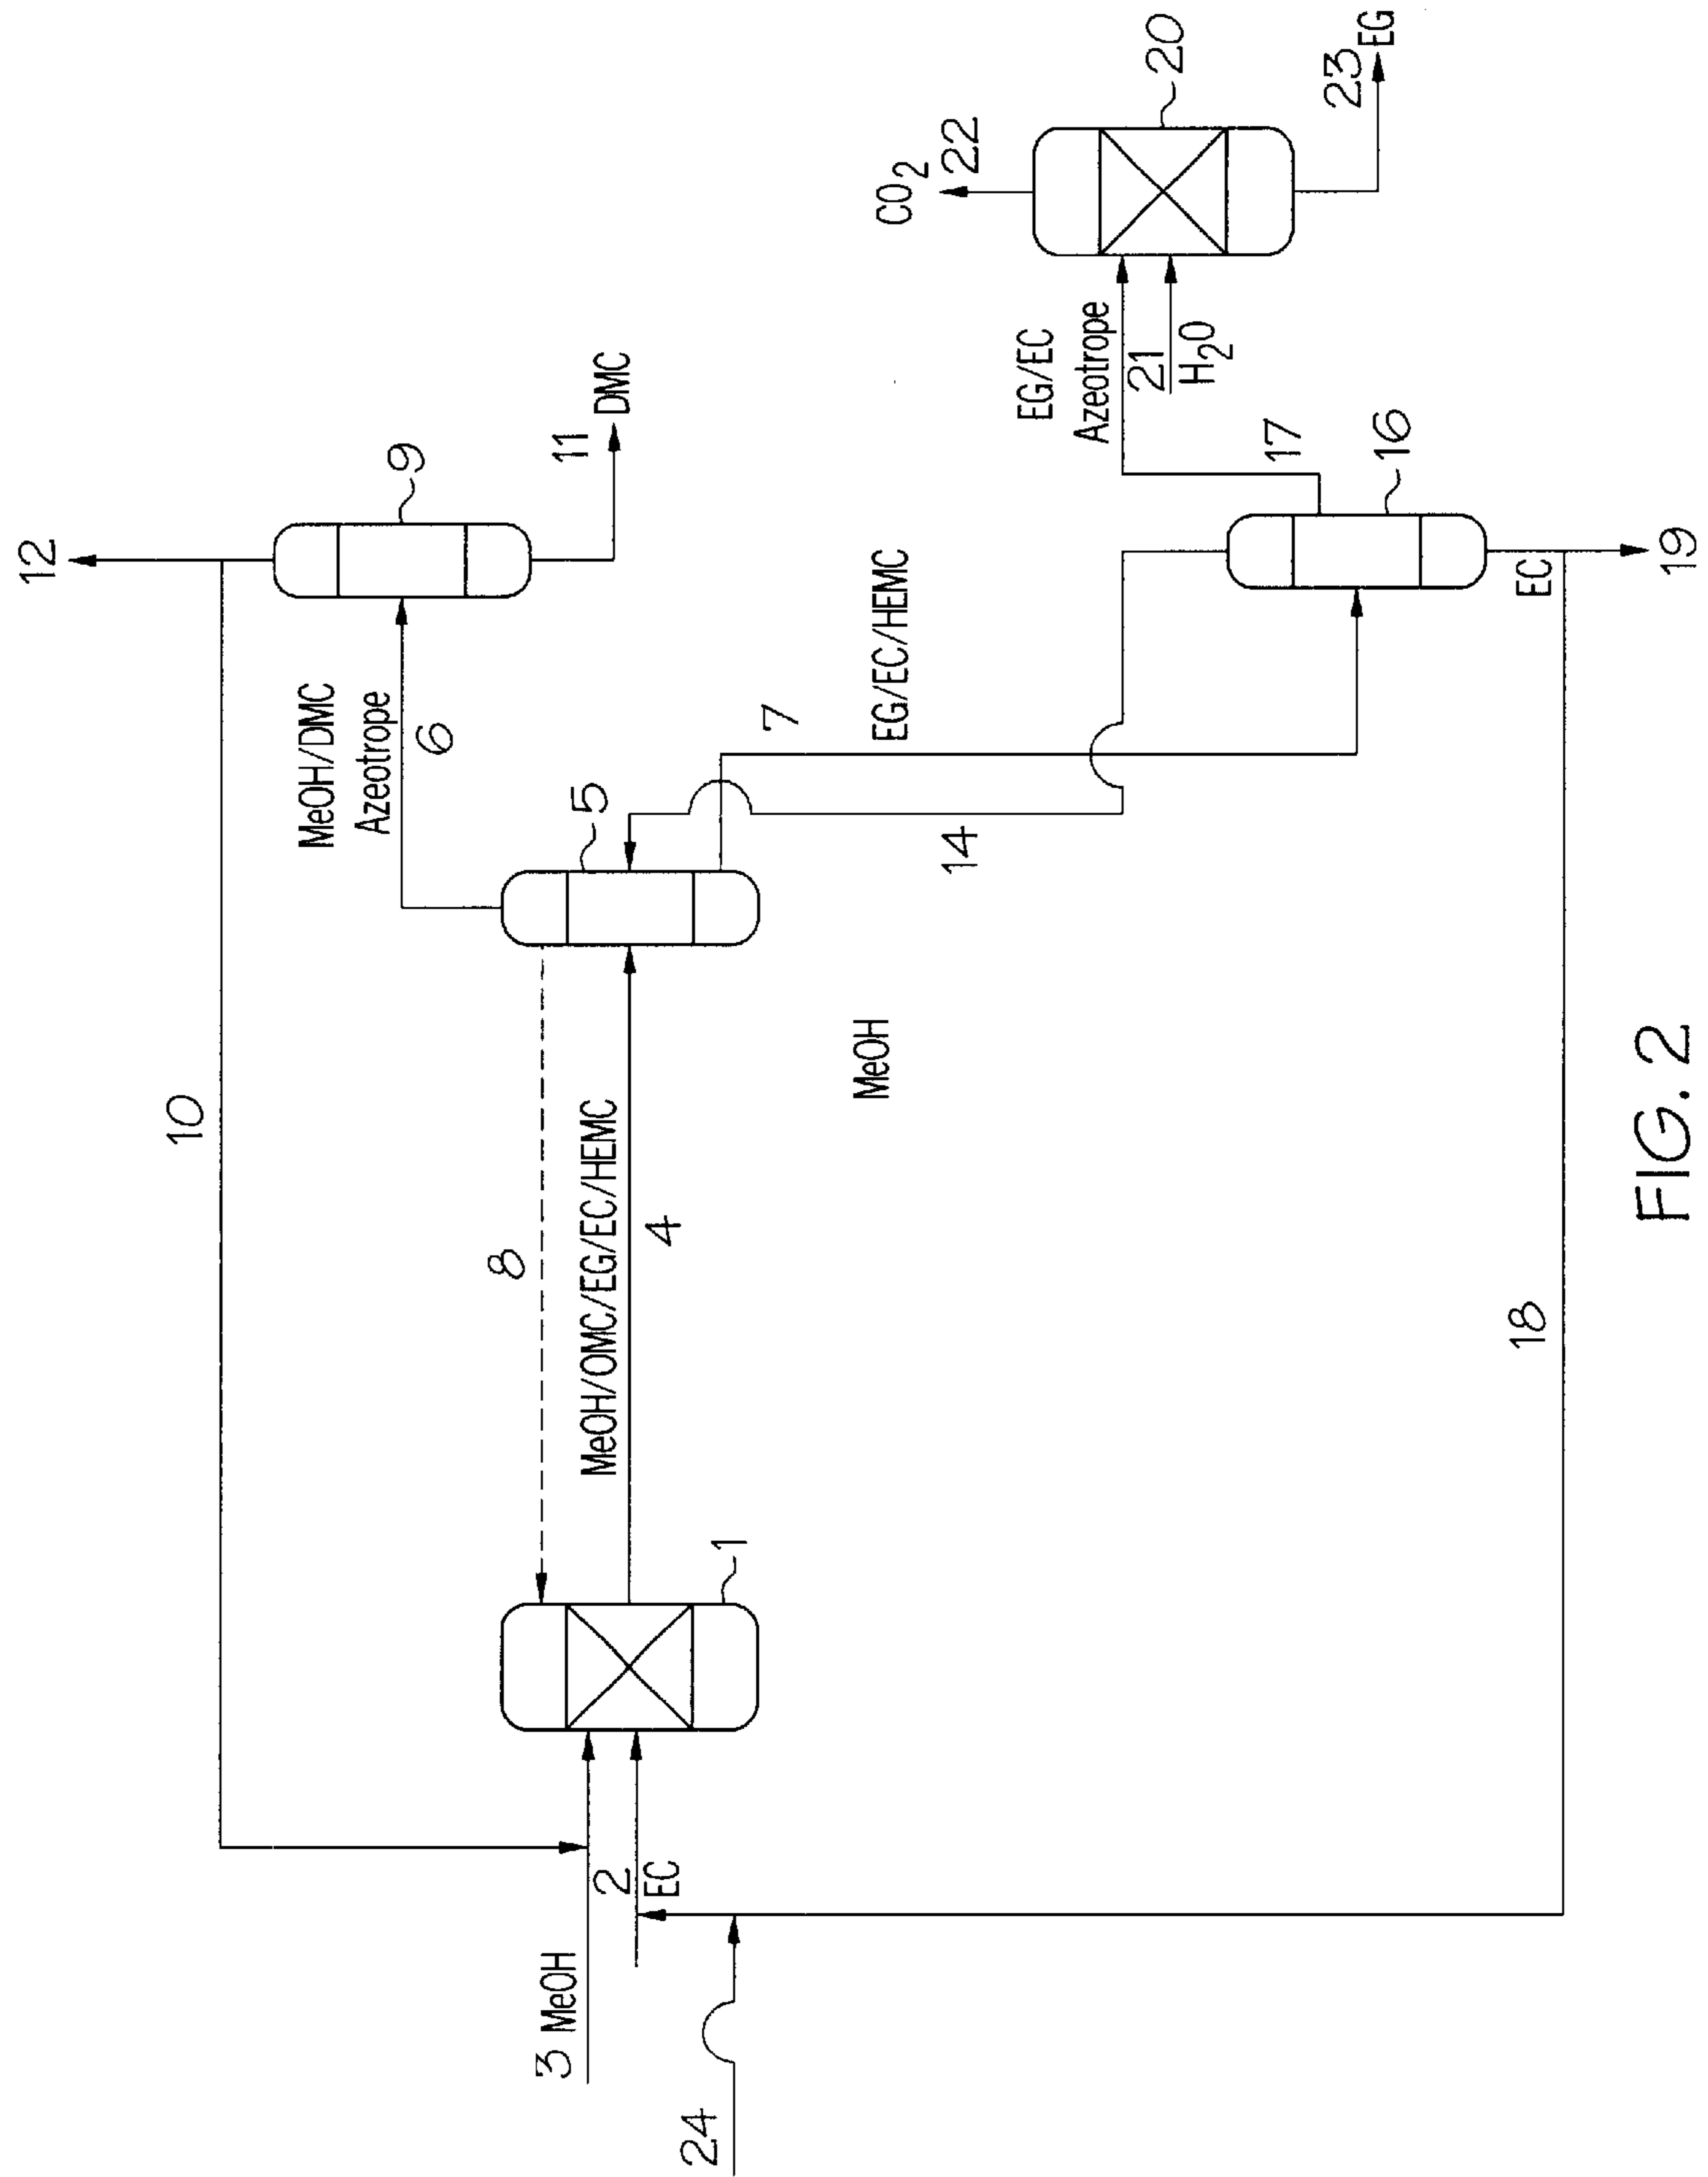 12
10
9
MeOH/DMC
Azeotrope
6
11
DMC
8
5
MeOH/OMC/EG/EC/HEMC
4
3 MeOH
2
EC
1
24
7
EG/EC/HEMC
14
MeOH
CO2
22
20
EG/EC
Azeotrope
21
H2O
23
EG
17
16
EC
18
19
FIG. 2